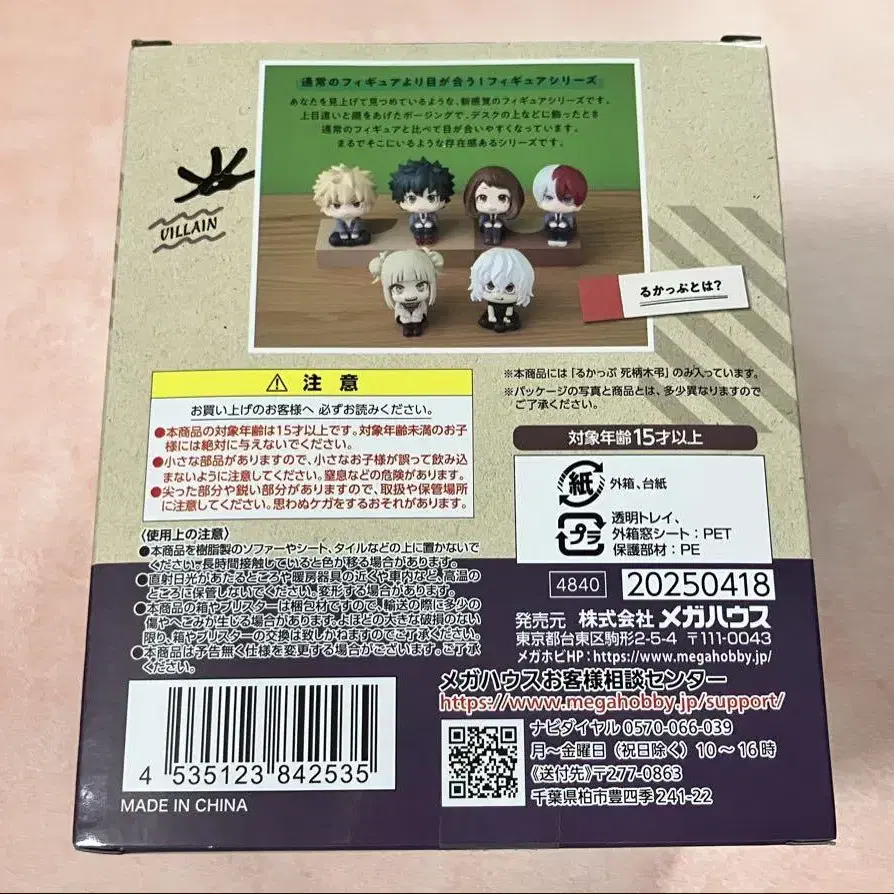 通常のフィギュアより目が合う！フィギュアシリーズ
あなたを見上げて見つめているような、新感覚のフィギュアシリーズです。
上目遣いと顔をあげたポージングで、デスクの上などに飾ったとき
通常のフィギュアと比べて目が合いやすくなっています。
まるでそこにいるような存在感あるシリーズです。
VILLAIN
るかっぷとは?
※本商品には「るかっぷ 死柄木弔」のみ入っています。
※パッケージの写真と商品とは、多少異なりますので
ご了承ください。
⚠ 注意
お買い上げのお客様へ 必ずお読みください。
●本商品の対象年齢は15才以上です。対象年齢未満のお子
様には絶対に与えないでください。
●小さな部品がありますので、小さなお子様が誤って飲み込
まないように注意してください。窒息などの危険があります。
●尖った部分や鋭い部分がありますので、取扱や保管場所
に注意してください。思わぬケガをするおそれがあります。
対象年齢15才以上
紙 外箱、台紙
プラ 透明トレイ、
外箱窓シート：PET
保護部材：PE
〈使用上の注意〉
●本商品を樹脂製のソファーやシート、タイルなどの上に置かないで
ください。長時間接触していると色が移る場合があります。
●直射日光があたるところや暖房器具の近くや車内など、高温の
ところに保管しないでください。変形する場合があります。
●本商品の箱やブリスターは梱包材ですので、輸送の際に多少の
傷やへこみが生じる場合があります。よほどの大きな破損のない
限り、箱やブリスターの交換は致しかねますのでご了承ください。
●本商品は予告無く仕様を変更する場合がございます。ご了承
ください。
4840 20250418
発売元 株式会社 メガハウス
東京都台東区駒形2-5-4 〒111-0043
メガホビHP：https://www.megahobby.jp/
メガハウスお客様相談センター
https://www.megahobby.jp/support/
ナビダイヤル 0570-066-039
月～金曜日（祝日除く）10～16時
《送付先》〒277-0863
千葉県柏市豊四季241-22
4 535123 842535
MADE IN CHINA